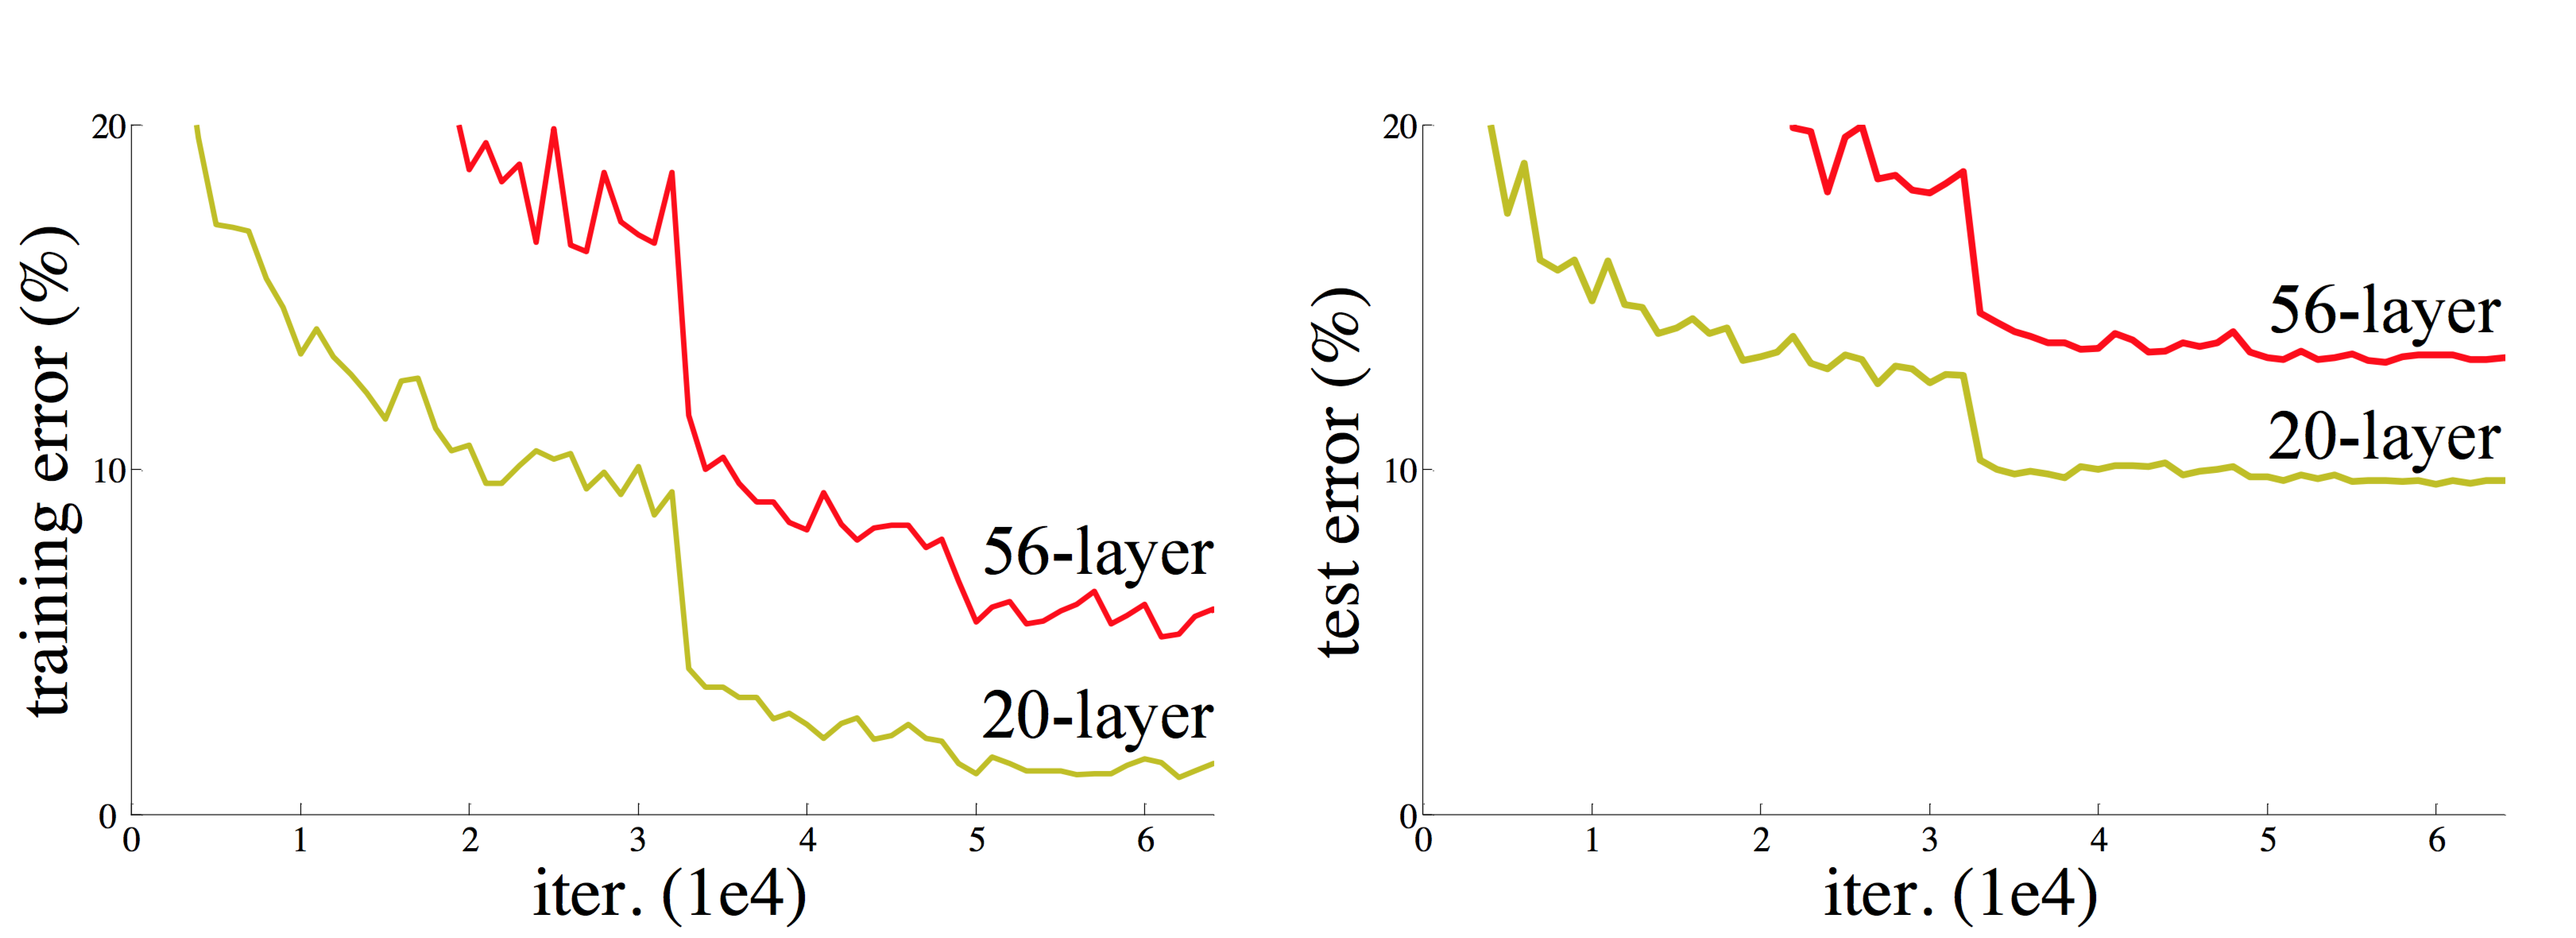 training error (%)
20
10
0
0 1 2 3 4 5 6
iter. (1e4)
56-layer
20-layer
test error (%)
20
10
0
0 1 2 3 4 5 6
iter. (1e4)
56-layer
20-layer